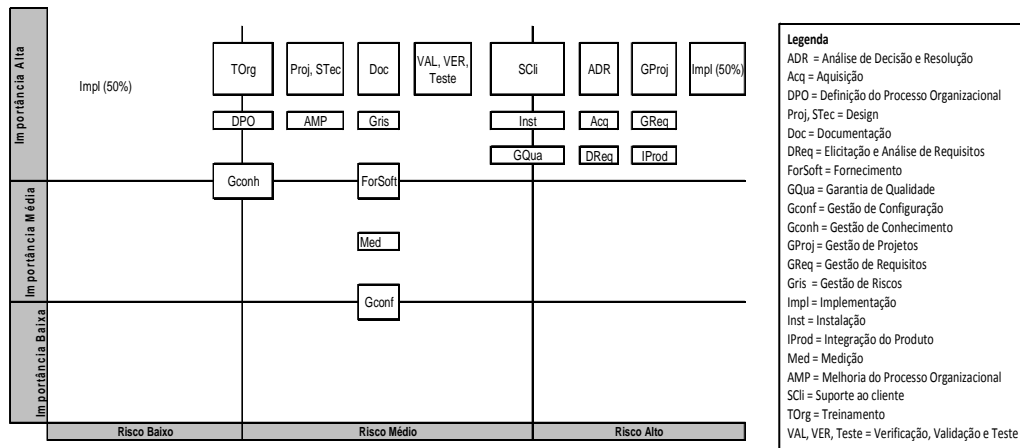 Importância Alta
Importância Média
Importância Baixa
Impl (50%)
TOrg
Proj, STec
Doc
VAL, VER,
Teste
SCli
ADR
GProj
Impl (50%)
DPO
AMP
Gris
Inst
Acq
GReq
GQua
DReq
IProd
Gconh
ForSoft
Med
Gconf
Risco Baixo
Risco Médio
Risco Alto
Legenda
ADR = Análise de Decisão e Resolução
Acq = Aquisição
DPO = Definição do Processo Organizacional
Proj, STec = Design
Doc = Documentação
DReq = Elicitação e Análise de Requisitos
ForSoft = Fornecimento
GQua = Garantia de Qualidade
Gconf = Gestão de Configuração
Gconh = Gestão de Conhecimento
GProj = Gestão de Projetos
GReq = Gestão de Requisitos
Gris = Gestão de Riscos
Impl = Implementação
Inst = Instalação
IProd = Integração do Produto
Med = Medição
AMP = Melhoria do Processo Organizacional
SCli = Suporte ao cliente
TOrg = Treinamento
VAL, VER, Teste = Verificação, Validação e Teste